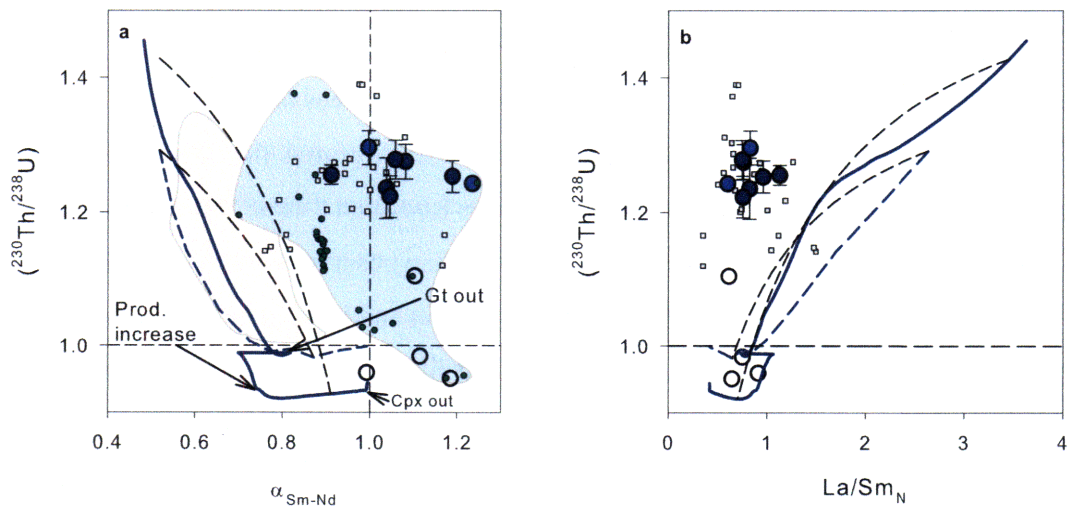 a
1.4
1.2
1.0
(²³⁰Th/²³⁸U)
Prod.
increase
Gt out
Cpx out
0.4 0.6 0.8 1.0 1.2
α Sm-Nd
b
1.4
1.2
1.0
(²³⁰Th/²³⁸U)
0 1 2 3 4
La/Sm N